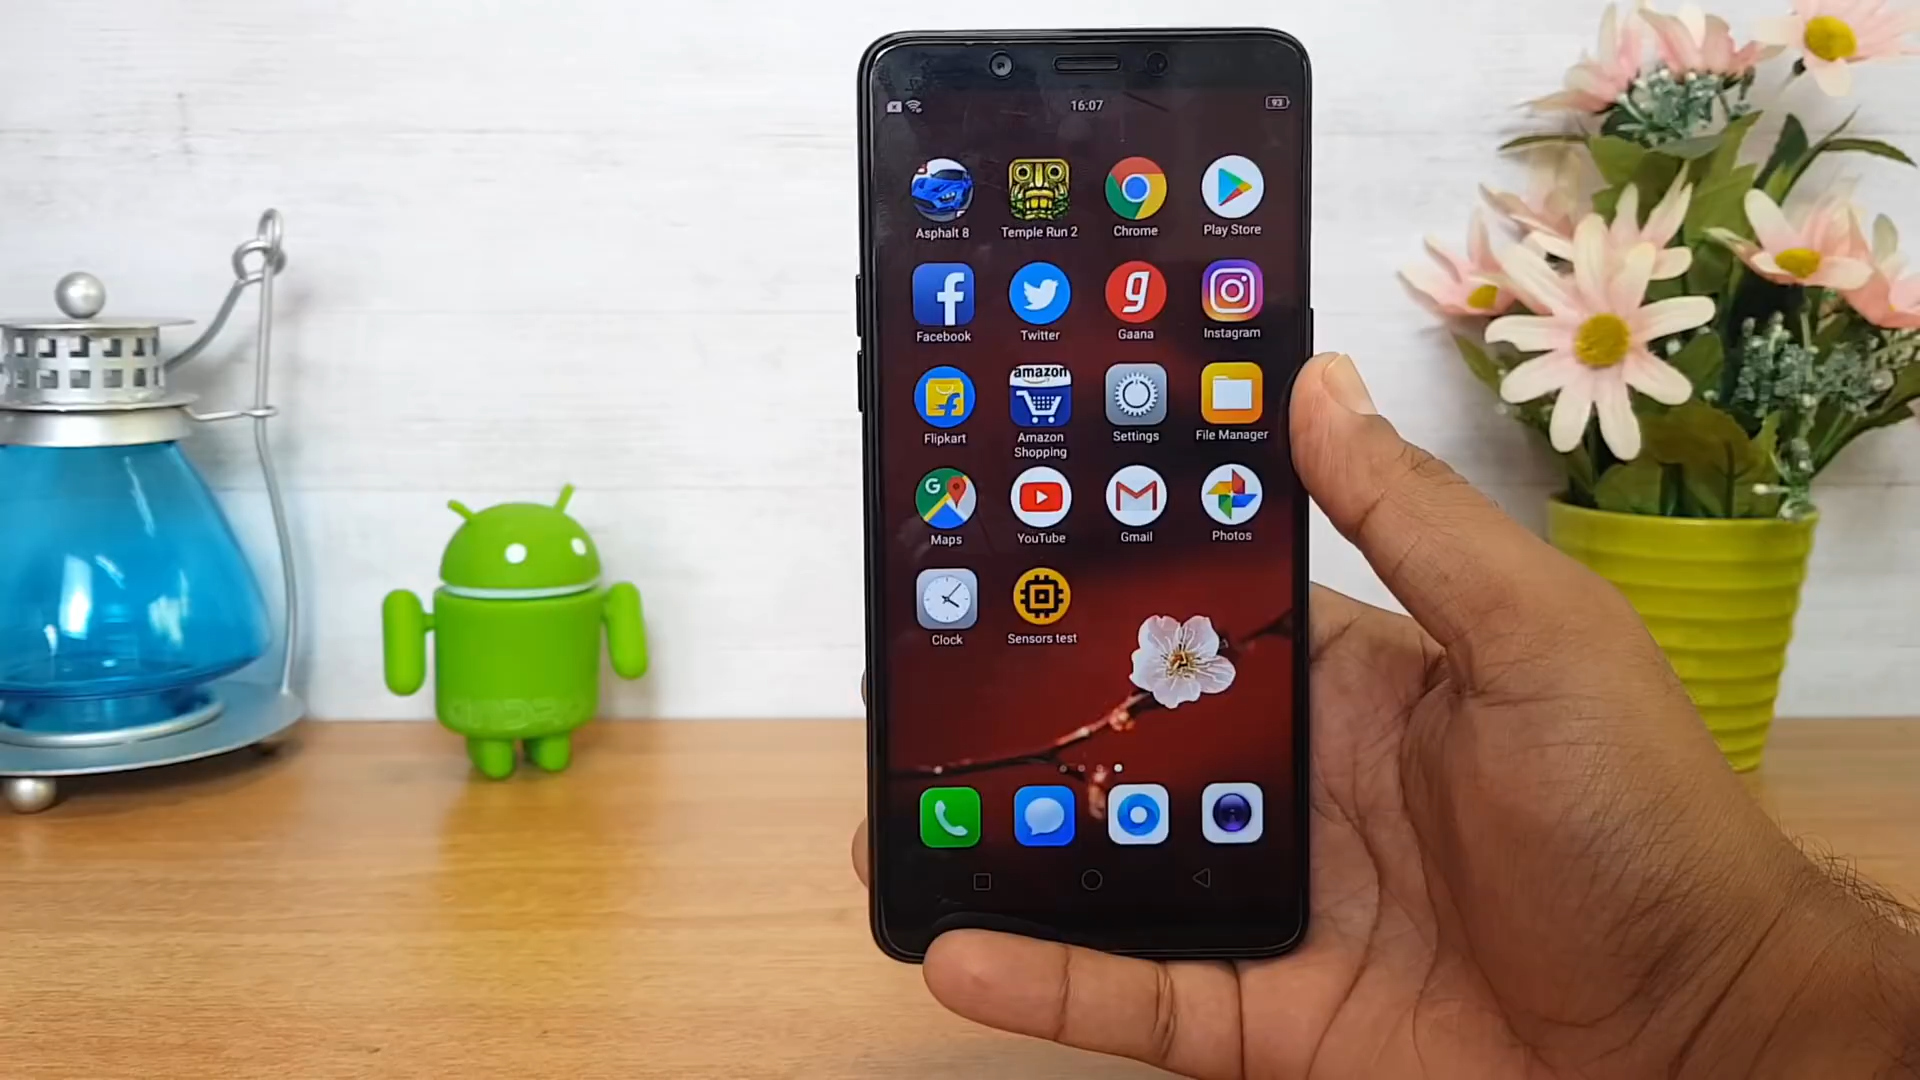 16:07
93
Asphalt 8
Temple Run 2
Chrome
Play Store
Facebook
Twitter
Gaana
Instagram
amazon
Flipkart
Amazon
Shopping
Settings
File Manager
G
Maps
YouTube
Gmail
Photos
Clock
Sensors test